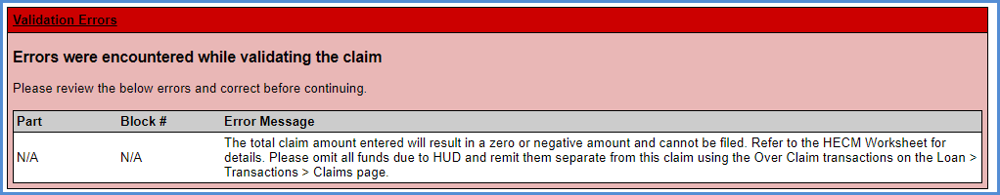 Validation Errors
Errors were encountered while validating the claim
Please review the below errors and correct before continuing.
Part Block # Error Message
The total claim amount entered will result in a zero or negative amount and cannot be filed. Refer to the HECM Worksheet for
N/A N/A details. Please omit all funds due to HUD and remit them separate from this claim using the Over Claim transactions on the Loan >
Transactions > Claims page.